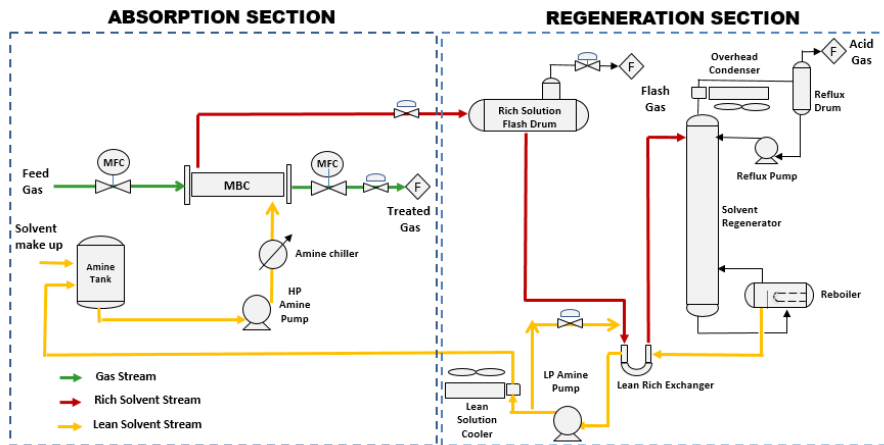 ABSORPTION SECTION
REGENERATION SECTION
F
Acid
Gas
Overhead
Condenser
Reflux
Drum
F
Flash
Gas
Rich Solution
Flash Drum
Reflux Pump
MFC
MFC
Feed
Gas
MBC
F
Treated
Gas
Solvent
Regenerator
Solvent
make up
Amine
Tank
Amine chiller
HP
Amine
Pump
Reboiler
Gas Stream
Rich Solvent Stream
Lean Solvent Stream
Lean
Solution
Cooler
LP Amine
Pump
Lean Rich Exchanger